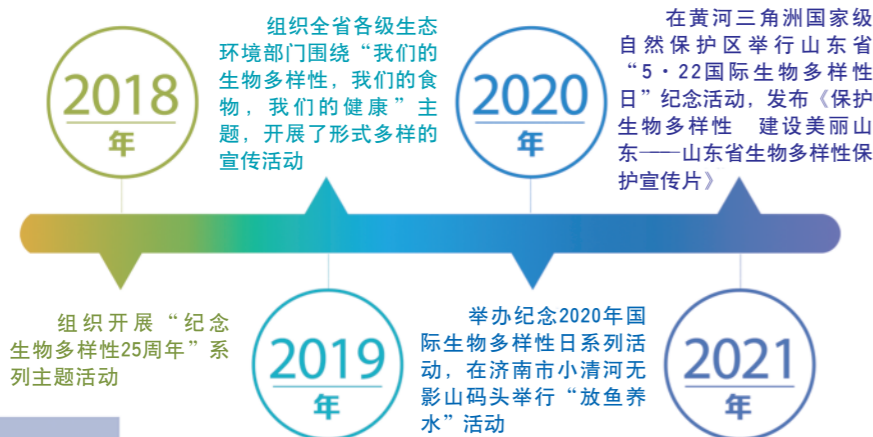 2018
年
组织开展“纪念
生物多样性25周年”系
列主题活动
组织全省各级生态
环境部门围绕“我们的
生物多样性，我们的食
物，我们的健康”主
题，开展了形式多样的
宣传活动
2019
年
2020
年
举办纪念2020年国
际生物多样性日系列活
动，在济南市小清河无
影山码头举行“放鱼养
水”活动
在黄河三角洲国家级
自然保护区举行山东省
“5·22国际生物多样性
日”纪念活动，发布《保护
生物多样性 建设美丽山
东——山东省生物多样性保
护宣传片》
2021
年